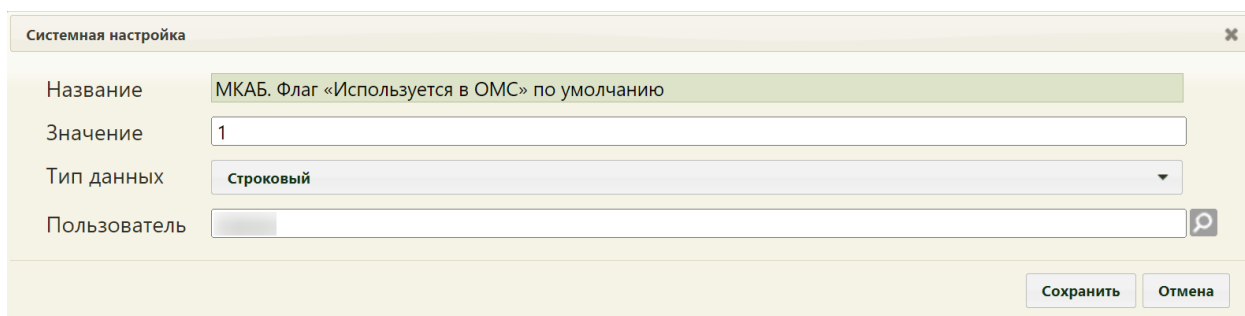 Системная настройка
Название МКАБ. Флаг «Используется в ОМС» по умолчанию
Значение 1
Тип данных Строковый
Пользователь
Сохранить Отмена